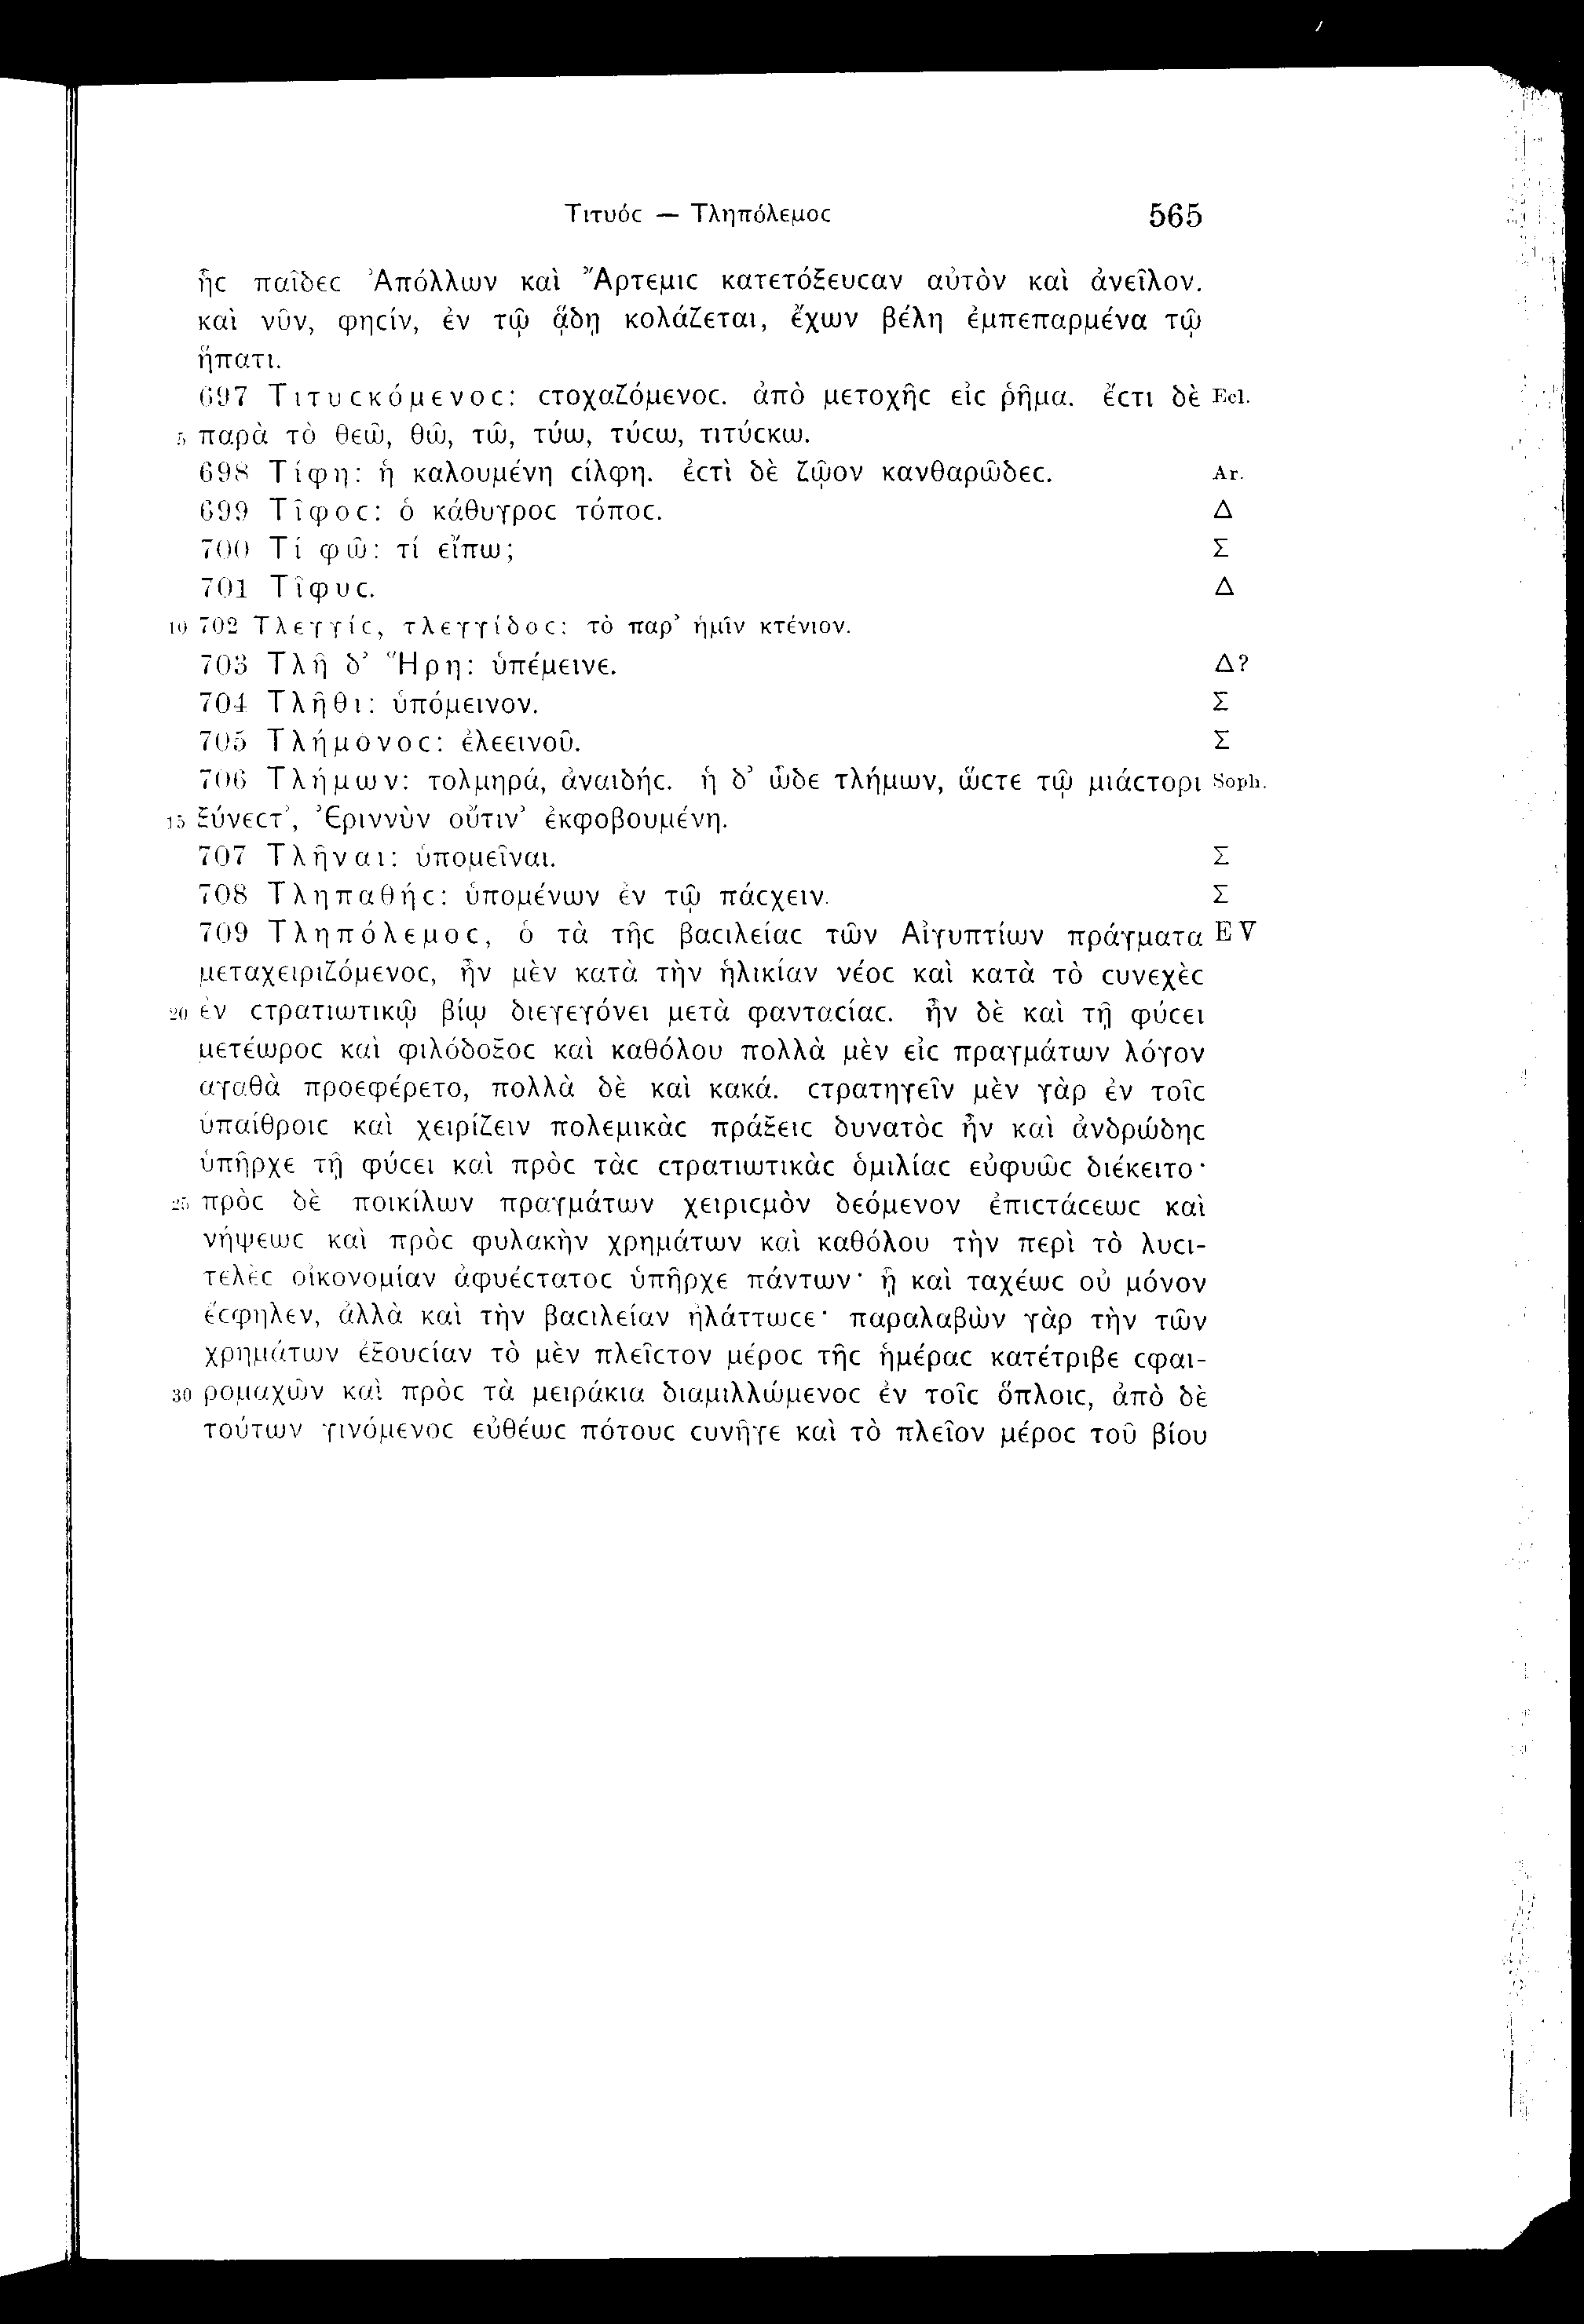 Τιτυόϲ — Τληπόλεμοϲ 565
ἧϲ παῖδεϲ Ἀπόλλων καὶ Ἄρτεμιϲ κατετόξευϲαν αὐτὸν καὶ ἀνεῖλον.
καὶ νῦν, φηϲίν, ἐν τῷ ᾅδῃ κολάζεται, ἔχων βέλη ἐμπεπαρμένα τῷ
ἥπατι.
697 Τιτυϲκόμενοϲ: ϲτοχαζόμενοϲ. ἀπὸ μετοχῆϲ εἰϲ ῥῆμα. ἔϲτι δὲ Ecl.
5 παρὰ τὸ θεῶ, θῶ, τῶ, τύω, τύϲω, τιτύϲκω.
698 Τίφη: ἡ καλουμένη ϲίλφη. ἐϲτὶ δὲ ζῷον κανθαρῶδεϲ. Ar.
699 Τῖφοϲ: ὁ κάθυγροϲ τόποϲ. Δ
700 Τί φῶ: τί εἴπω; Σ
701 Τῖφυϲ. Δ
10 702 Τλεγγίϲ, τλεγγίδοϲ: τὸ παρ’ ἡμῖν κτένιον.
703 Τλῆ δ’ Ἥρη: ὑπέμεινε. Δ?
704 Τλῆθι: ὑπόμεινον. Σ
705 Τλήμονοϲ: ἐλεεινοῦ. Σ
706 Τλήμων: τολμηρά, ἀναιδήϲ. ἡ δ’ ὧδε τλήμων, ὥϲτε τῷ μιάϲτορι Soph.
15 ξύνεϲτ’, Ἐριννὺν οὔτιν’ ἐκφοβουμένη.
707 Τλῆναι: ὑπομεῖναι. Σ
708 Τληπαθήϲ: ὑπομένων ἐν τῷ πάϲχειν. Σ
709 Τληπόλεμοϲ, ὁ τὰ τῆϲ βαϲιλείαϲ τῶν Αἰγυπτίων πράγματα EV
μεταχειριζόμενοϲ, ἦν μὲν κατὰ τὴν ἡλικίαν νέοϲ καὶ κατὰ τὸ ϲυνεχὲϲ
20 ἐν ϲτρατιωτικῷ βίῳ διεγεγόνει μετὰ φανταϲίαϲ. ἦν δὲ καὶ τῇ φύϲει
μετέωροϲ καὶ φιλόδοξοϲ καὶ καθόλου πολλὰ μὲν εἰϲ πραγμάτων λόγον
ἀγαθὰ προεφέρετο, πολλὰ δὲ καὶ κακά. ϲτρατηγεῖν μὲν γὰρ ἐν τοῖϲ
ὑπαίθροιϲ καὶ χειρίζειν πολεμικὰϲ πράξειϲ δυνατὸϲ ἦν καὶ ἀνδρώδηϲ
ὑπῆρχε τῇ φύϲει καὶ πρὸϲ τὰϲ ϲτρατιωτικὰϲ ὁμιλίαϲ εὐφυῶϲ διέκειτο·
25 πρὸϲ δὲ ποικίλων πραγμάτων χειριϲμὸν δεόμενον ἐπιϲτάϲεωϲ καὶ
νήψεωϲ καὶ πρὸϲ φυλακὴν χρημάτων καὶ καθόλου τὴν περὶ τὸ λυϲι-
τελὲϲ οἰκονομίαν ἀφυέϲτατοϲ ὑπῆρχε πάντων· ᾗ καὶ ταχέωϲ οὐ μόνον
ἔϲφηλεν, ἀλλὰ καὶ τὴν βαϲιλείαν ἠλάττωϲε· παραλαβὼν γὰρ τὴν τῶν
χρημάτων ἐξουϲίαν τὸ μὲν πλεῖϲτον μέροϲ τῆϲ ἡμέραϲ κατέτριβε ϲφαι-
30 ρομαχῶν καὶ πρὸϲ τὰ μειράκια διαμιλλώμενοϲ ἐν τοῖϲ ὅπλοιϲ, ἀπὸ δὲ
τούτων γινόμενοϲ εὐθέωϲ πότουϲ ϲυνῆγε καὶ τὸ πλεῖον μέροϲ τοῦ βίου